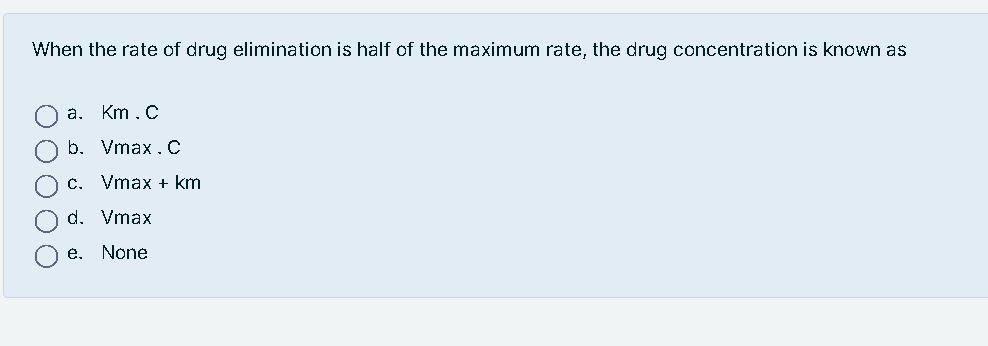 When the rate of drug elimination is half of the maximum rate, the drug concentration is known as
a. Km . C
b. Vmax . C
c. Vmax + km
d. Vmax
e. None